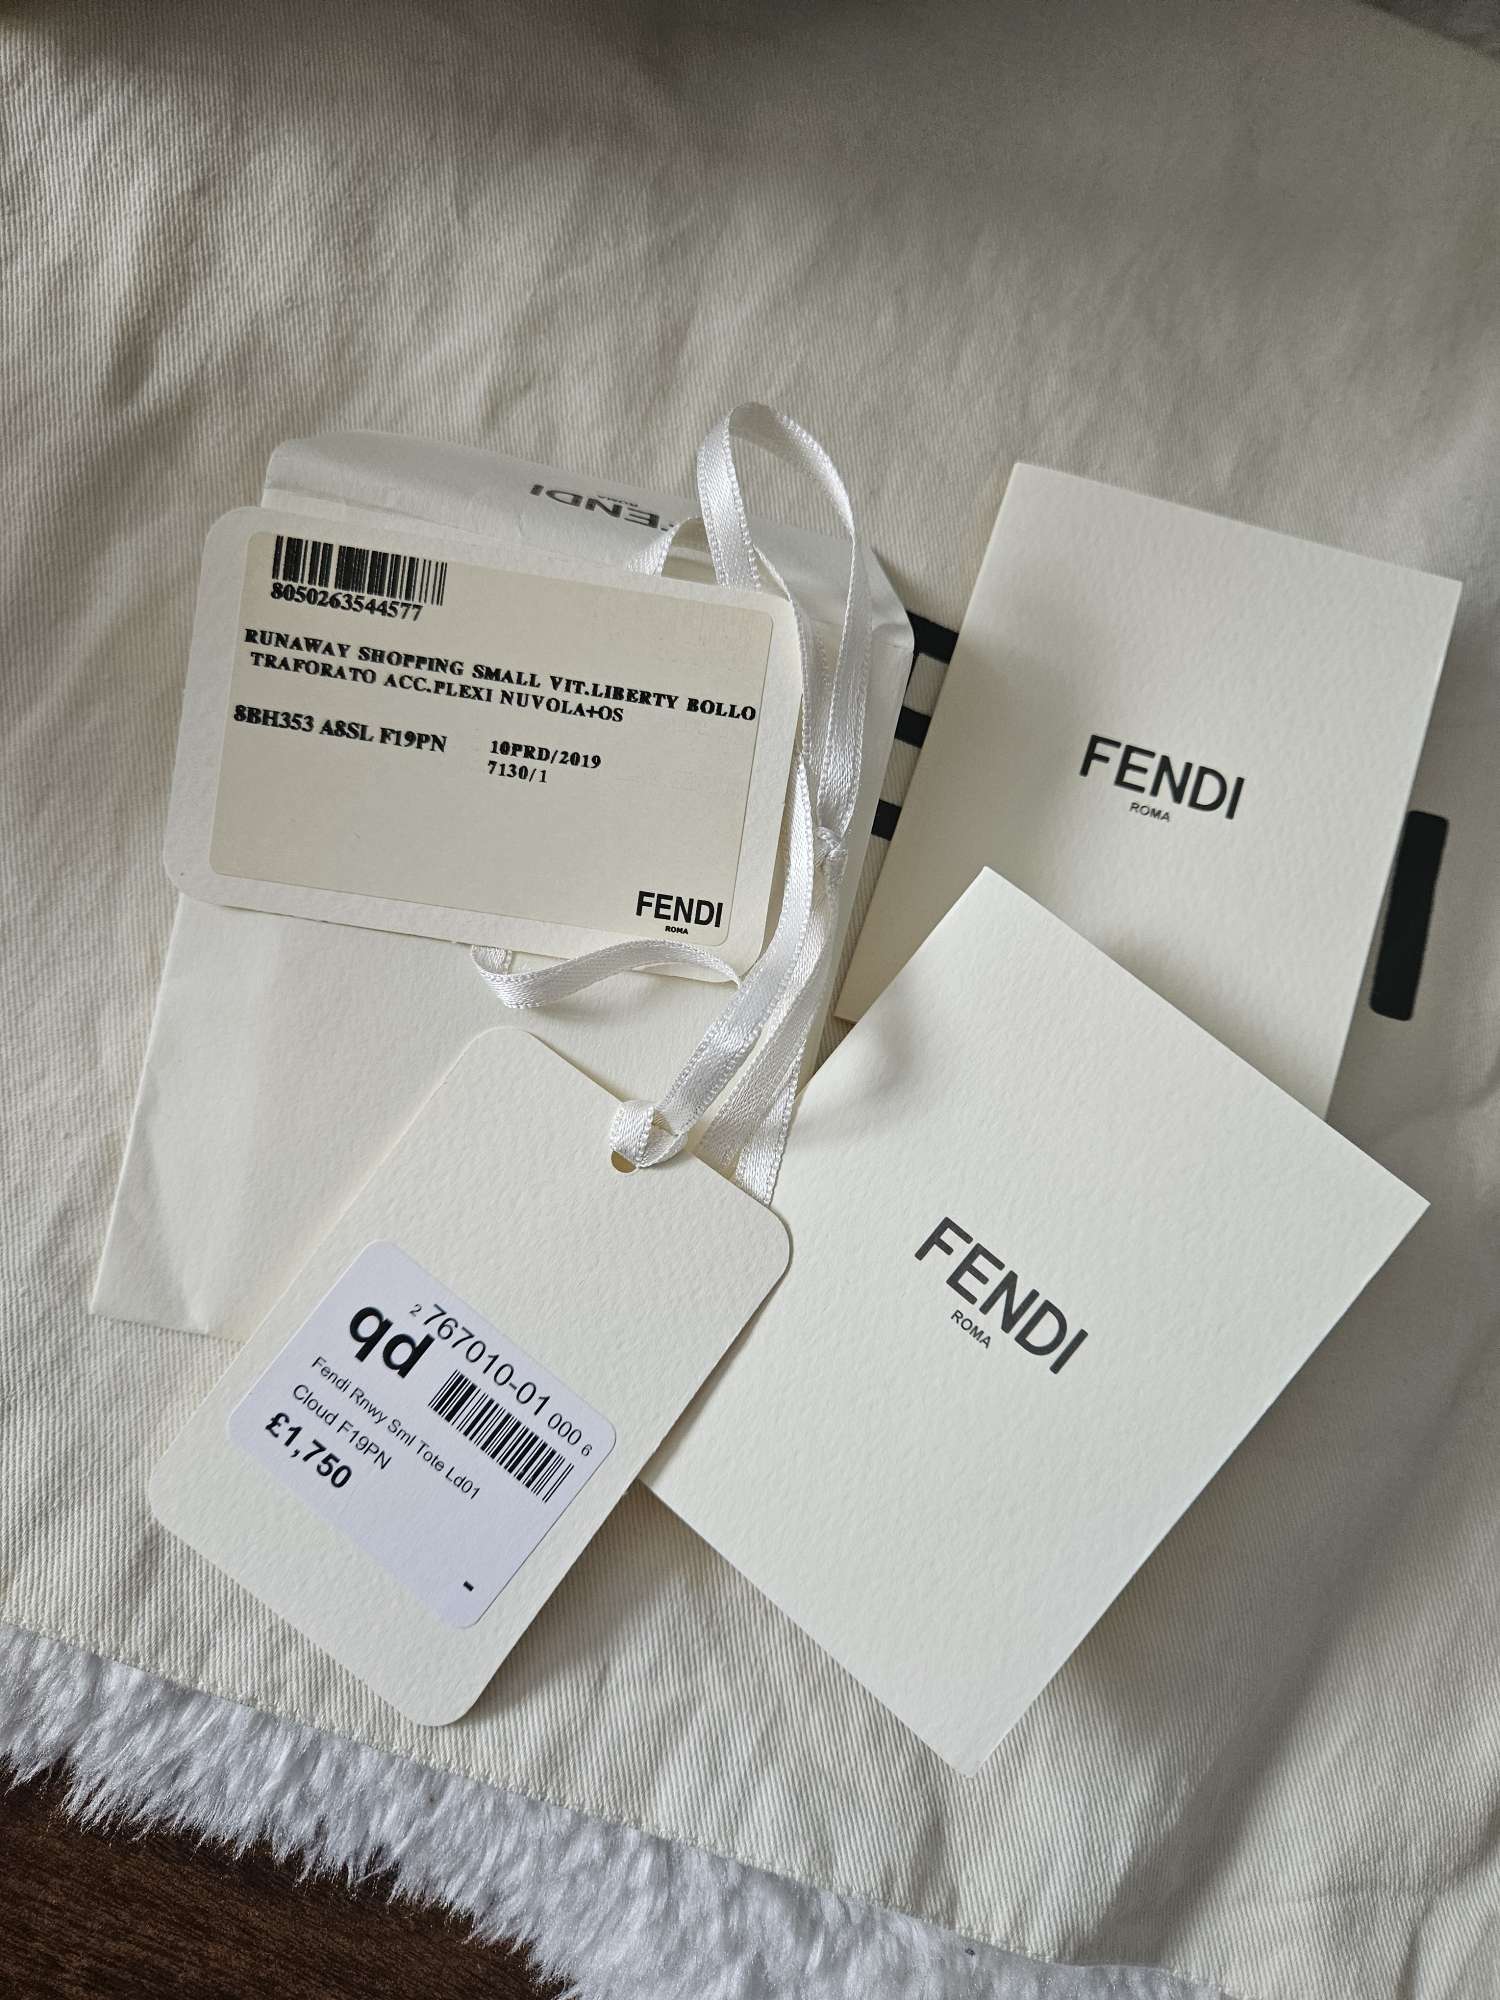 FENDI
ROMA
8050263544577
RUNAWAY SHOPPING SMALL VIT.LIBERTY BOLLO
TRAFORATO ACC.PLEXI NUVOLA+OS
8BH353 A8SL F19PN
10PRD/2019
7130/1
FENDI
ROMA
FENDI
ROMA
FENDI
ROMA
qd
2 767010-01 000 6
Fendi Rnwy Sml Tote Ld01
Cloud F19PN
£1,750
-